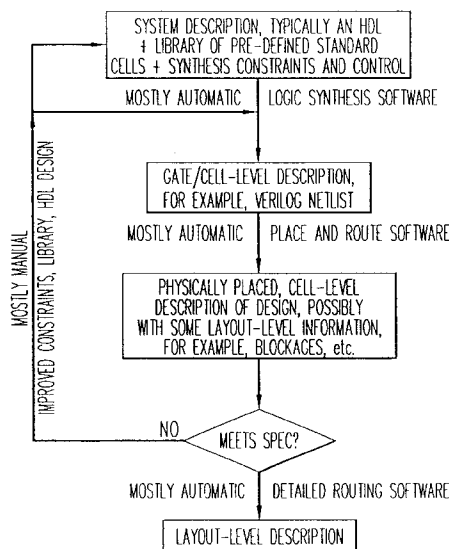 SYSTEM DESCRIPTION, TYPICALLY AN HDL
+ LIBRARY OF PRE-DEFINED STANDARD
CELLS + SYNTHESIS CONSTRAINTS AND CONTROL
MOSTLY AUTOMATIC
LOGIC SYNTHESIS SOFTWARE
GATE/CELL-LEVEL DESCRIPTION,
FOR EXAMPLE, VERILOG NETLIST
MOSTLY AUTOMATIC
PLACE AND ROUTE SOFTWARE
PHYSICALLY PLACED, CELL-LEVEL
DESCRIPTION OF DESIGN, POSSIBLY
WITH SOME LAYOUT-LEVEL INFORMATION,
FOR EXAMPLE, BLOCKAGES, etc.
MOSTLY MANUAL
IMPROVED CONSTRAINTS, LIBRARY, HDL DESIGN
NO
MEETS SPEC?
MOSTLY AUTOMATIC
DETAILED ROUTING SOFTWARE
LAYOUT-LEVEL DESCRIPTION